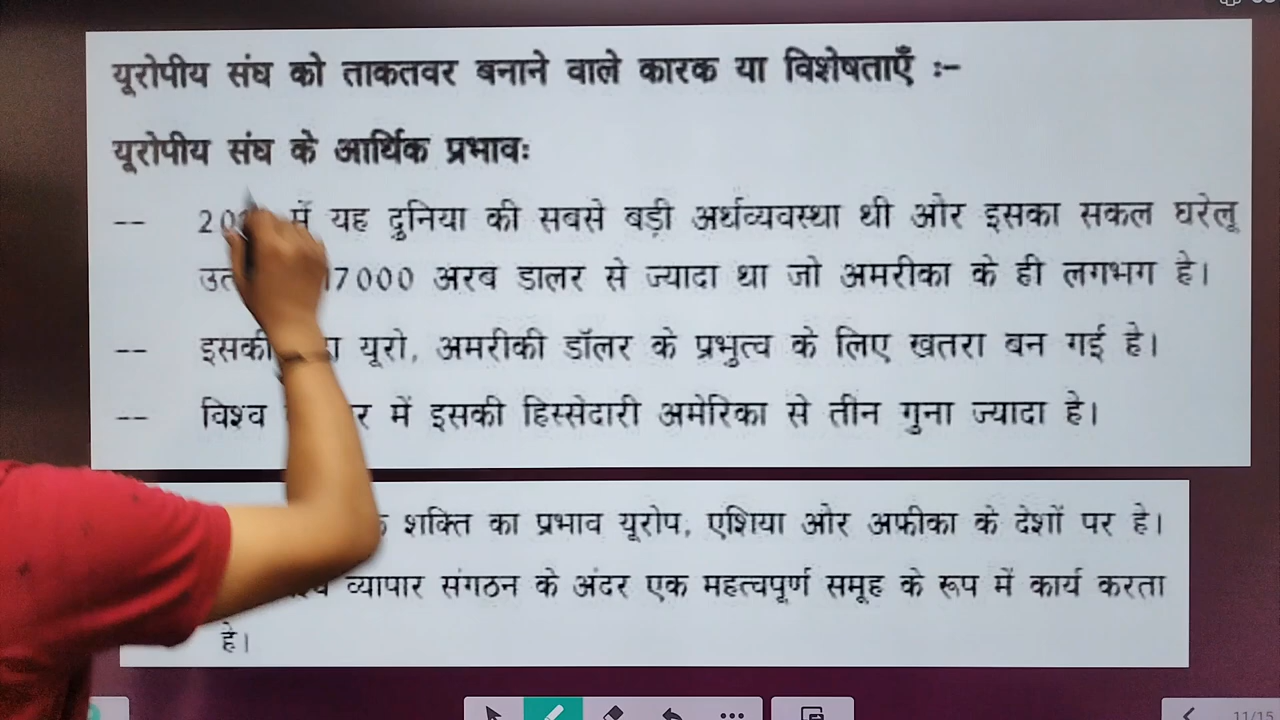 यूरोपीय संघ को ताकतवर बनाने वाले कारक या विशेषताएँ :–
यूरोपीय संघ के आर्थिक प्रभावः
-- में यह दुनिया की सबसे बड़ी अर्थव्यवस्था थी और इसका सकल घरेलू
7000 अरब डालर से ज्यादा था जो अमरीका के ही लगभग है।
-- इसकी यूरो, अमरीकी डॉलर के प्रभुत्व के लिए खतरा बन गई है।
-- विश्व में इसकी हिस्सेदारी अमेरिका से तीन गुना ज्यादा है।
शक्ति का प्रभाव यूरोप, एशिया और अफ्रीका के देशों पर है।
व्यापार संगठन के अंदर एक महत्वपूर्ण समूह के रूप में कार्य करता
है।
11/15